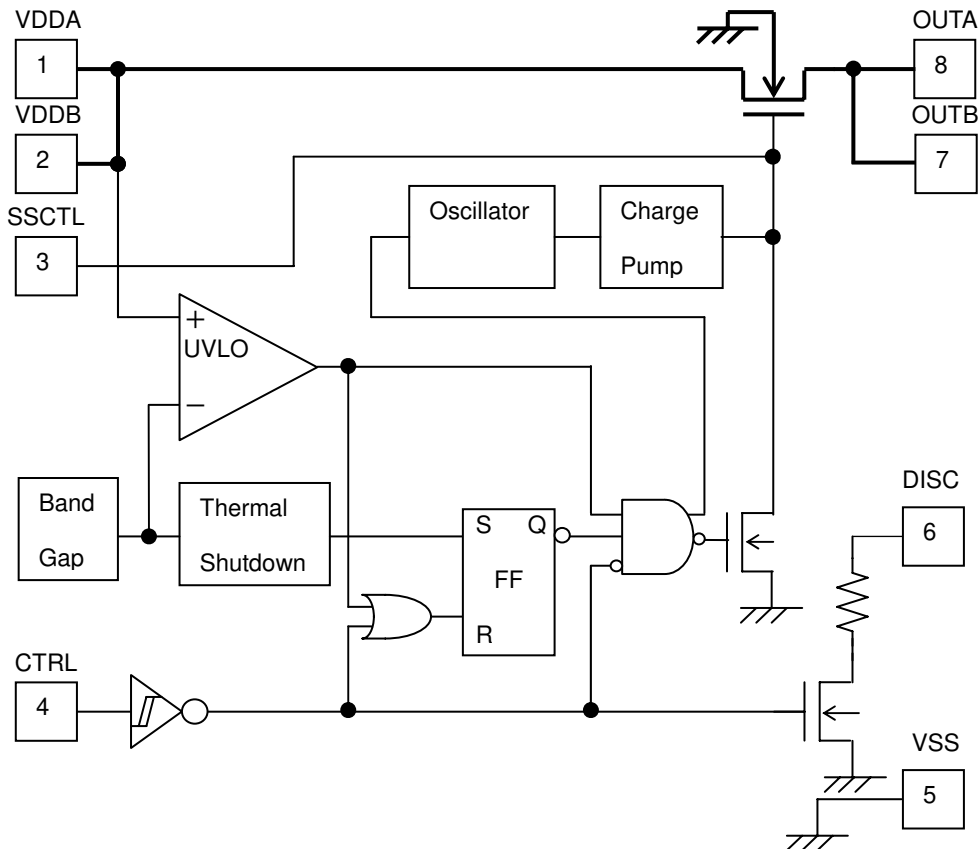 VDDA
1
OUTA
8
VDDB
2
OUTB
7
SSCTL
3
Oscillator
Charge
Pump
+
UVLO
−
Band
Gap
Thermal
Shutdown
S Q
FF
R
DISC
6
CTRL
4
VSS
5